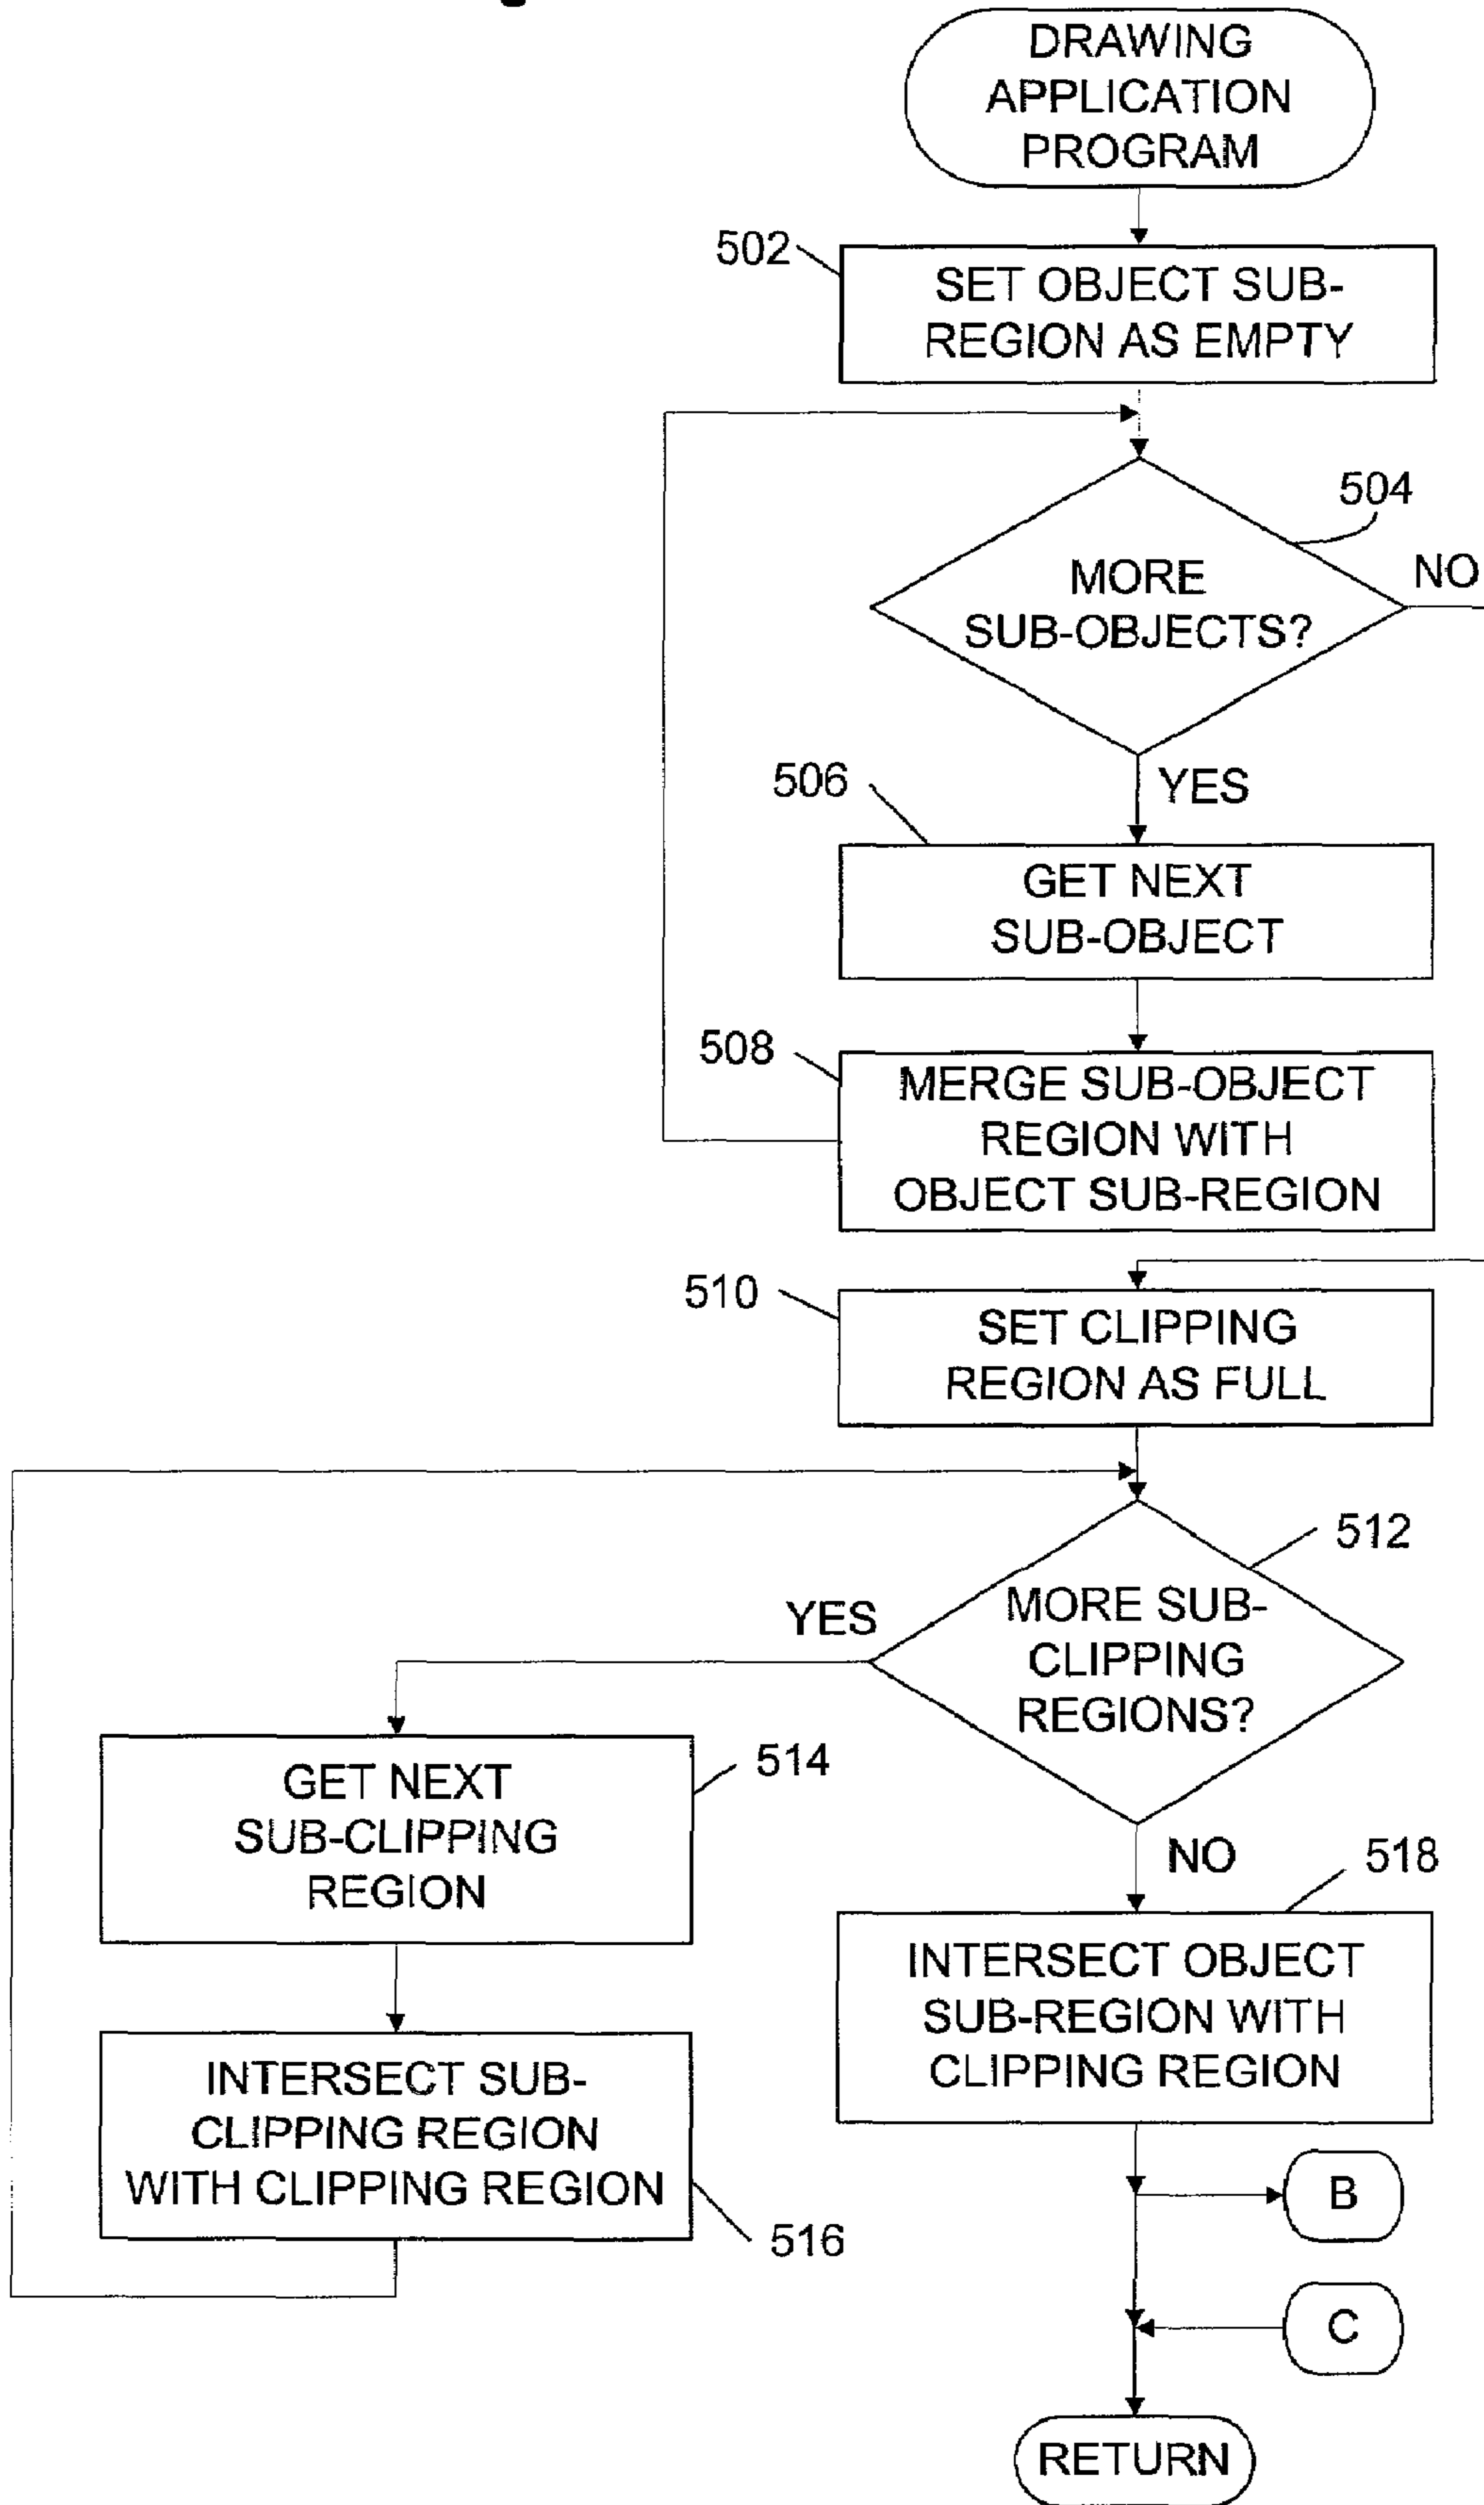 DRAWING
APPLICATION
PROGRAM
502
SET OBJECT SUB-
REGION AS EMPTY
504
MORE
SUB-OBJECTS?
NO
506
YES
GET NEXT
SUB-OBJECT
508
MERGE SUB-OBJECT
REGION WITH
OBJECT SUB-REGION
510
SET CLIPPING
REGION AS FULL
512
MORE SUB-
CLIPPING
REGIONS?
YES
514
GET NEXT
SUB-CLIPPING
REGION
NO
518
INTERSECT OBJECT
SUB-REGION WITH
CLIPPING REGION
INTERSECT SUB-
CLIPPING REGION
WITH CLIPPING REGION
516
B
C
RETURN